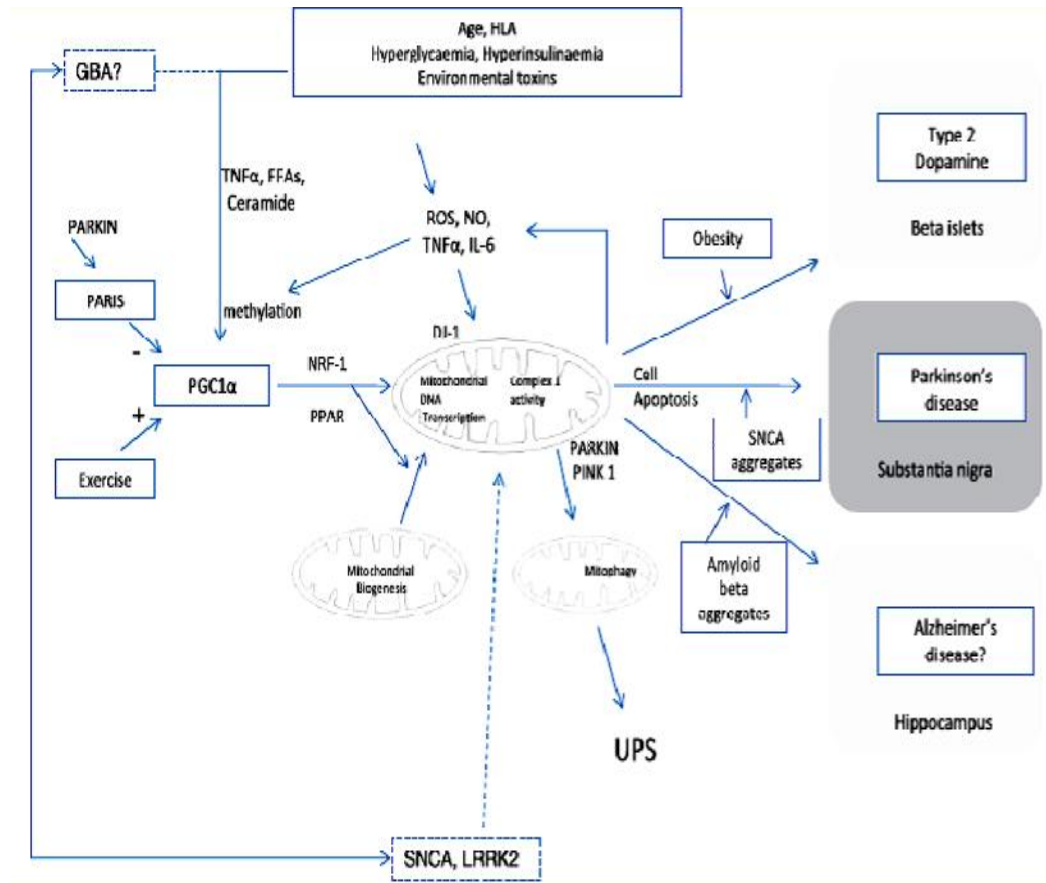 Age, HLA
Hyperglycaemia, Hyperinsulinaemia
Environmental toxins
GBA?
TNFα, FFAs,
Ceramide
PARKIN
PARIS
-
methylation
ROS, NO,
TNFα, IL-6
Obesity
Type 2
Dopamine
Beta islets
DJ-1
PGC1α
NRF-1
PPAR
Mitochondrial
DNA
Transcription
Complex 1
activity
Cell
Apoptosis
SNCA
aggregates
Parkinson's
disease
Substantia nigra
+
Exercise
PARKIN
PINK 1
Mitochondrial
Biogenesis
Mitophagy
Amyloid
beta
aggregates
Alzheimer's
disease?
Hippocampus
UPS
SNCA, LRRK2